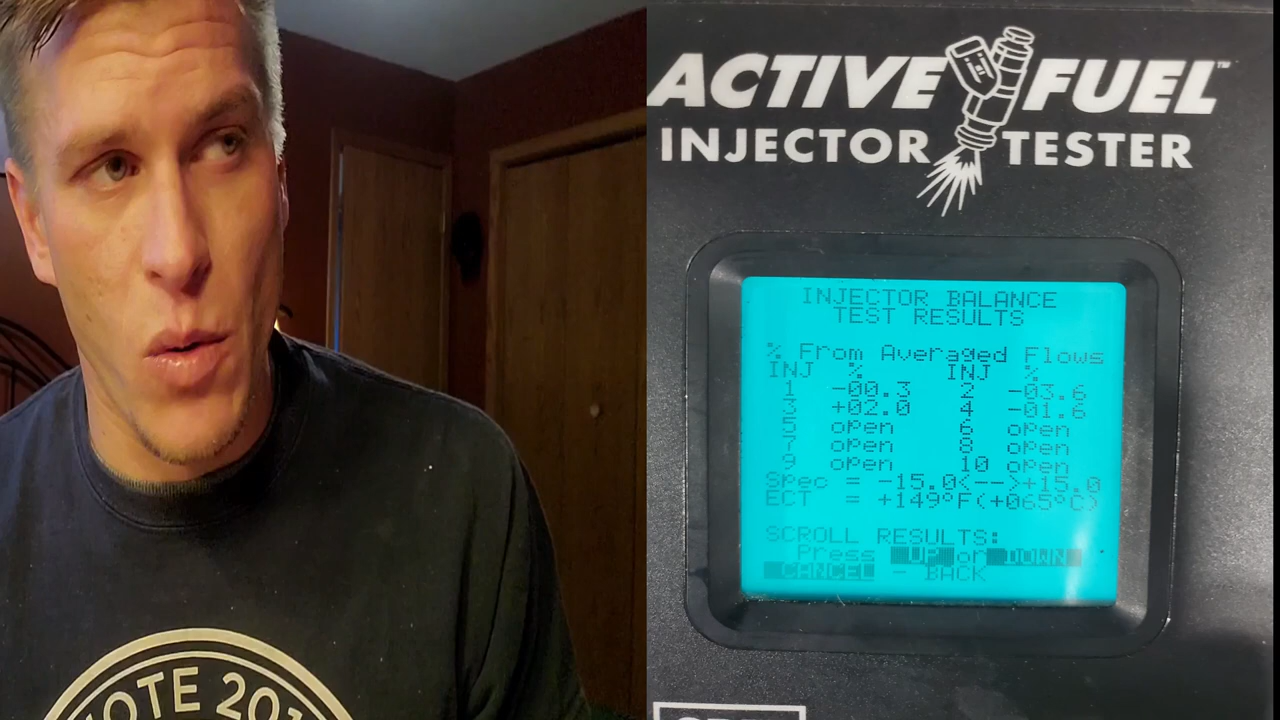 OTE 201
ACTIVE FUEL™
INJECTOR TESTER
INJECTOR BALANCE
TEST RESULTS
% From Averaged Flows
INJ % INJ %
1 -00.3 2 -03.6
3 +02.0 4 -01.6
5 open 6 open
7 open 8 open
9 open 10 open
Spec = -15.0<-->+15.0
ECT = +149°F(+065°C)
SCROLL RESULTS:
Press UP or DOWN
CANCEL - BACK